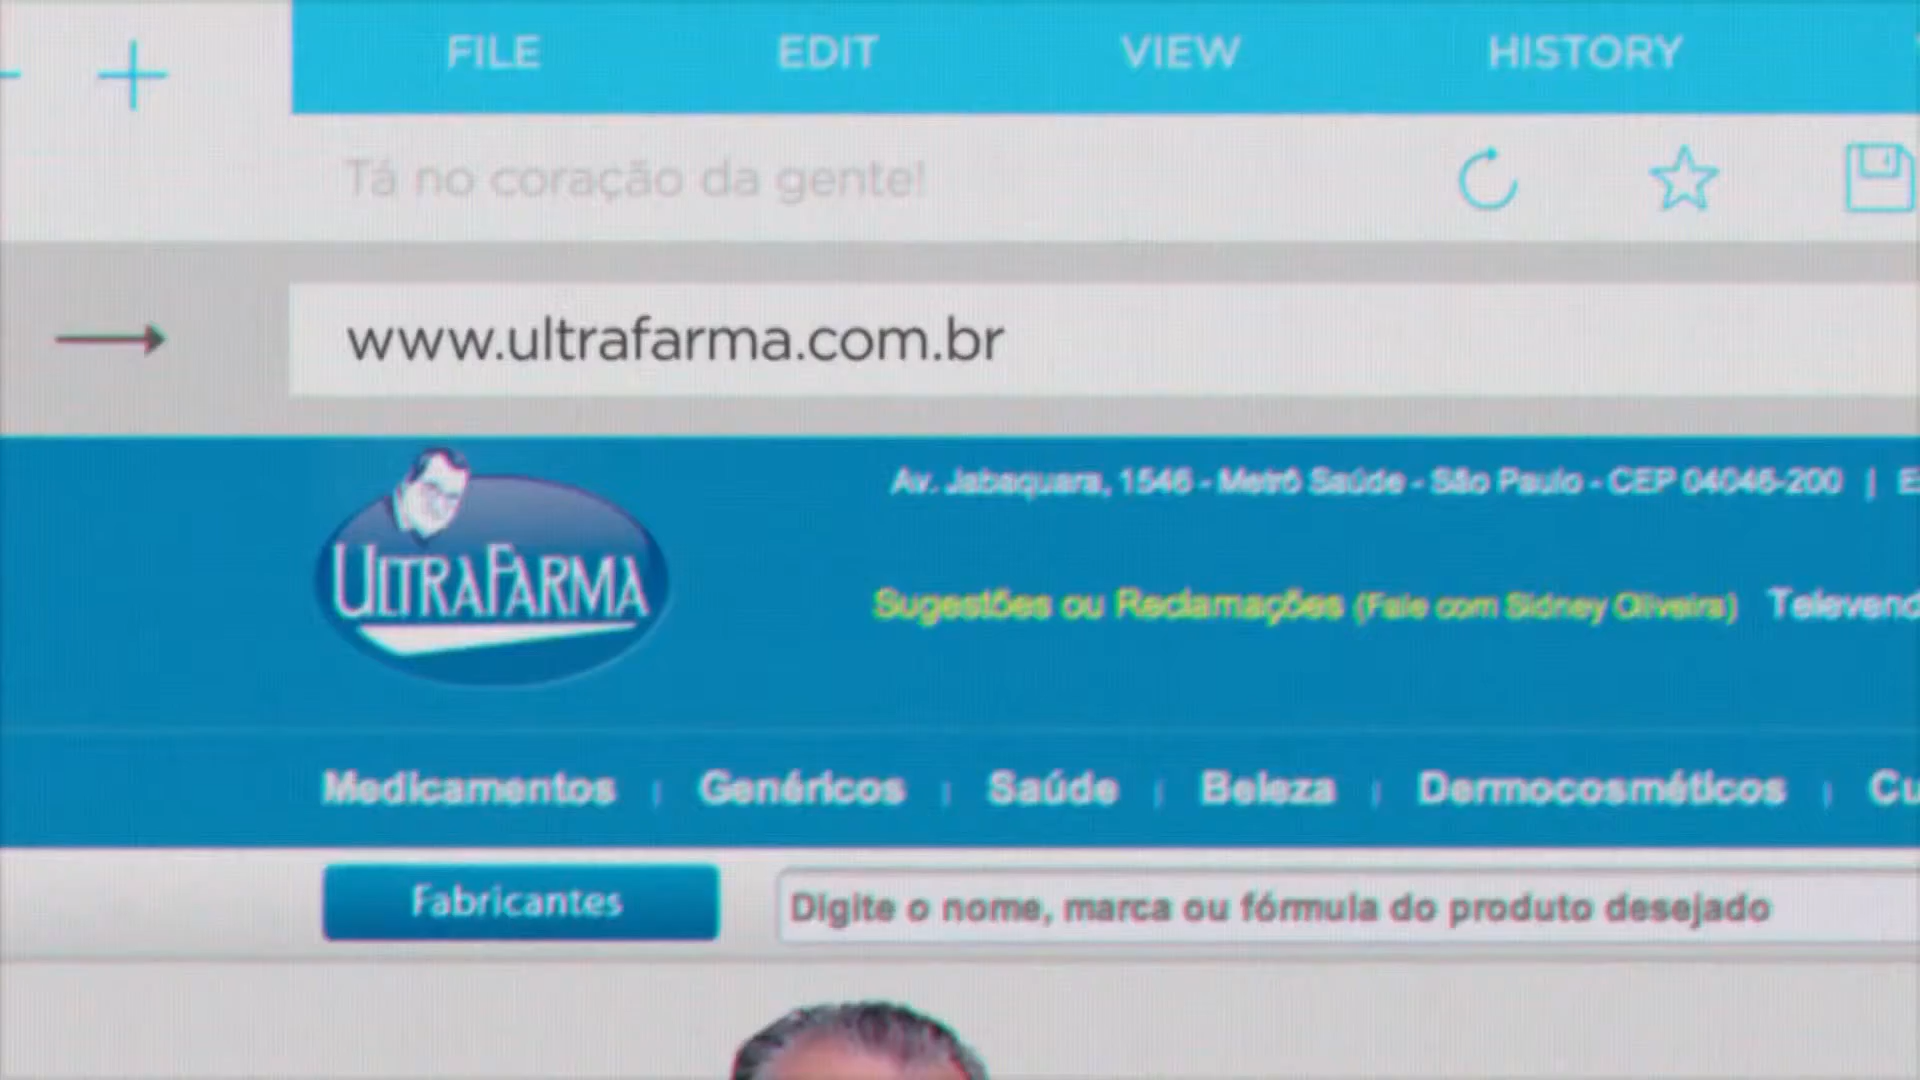 FILE EDIT VIEW HISTORY
Tá no coração da gente!
www.ultrafarma.com.br
Av. Jabaquara, 1546 - Metrô Saúde - São Paulo - CEP 04046-200 |
ULTRAFARMA
Sugestões ou Reclamações (Fale com Sidney Oliveira) Televend
Medicamentos | Genéricos | Saúde | Beleza | Dermocosméticos | Cu
Fabricantes Digite o nome, marca ou fórmula do produto desejado